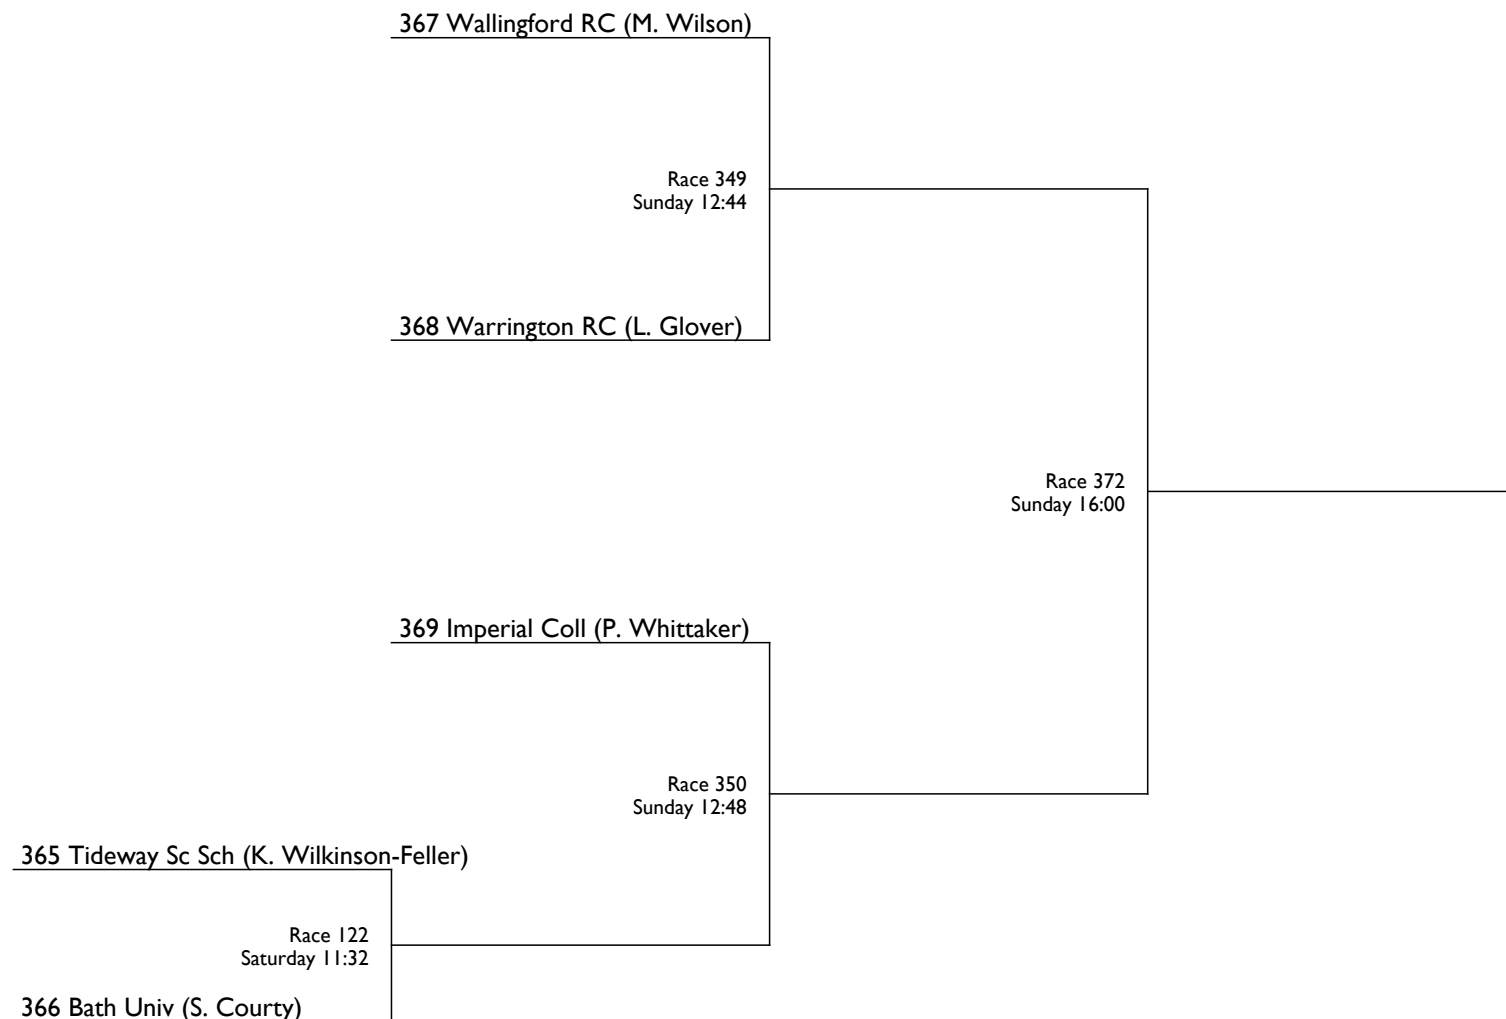 367 Wallingford RC (M. Wilson)
Race 349
Sunday 12:44
368 Warrington RC (L. Glover)
Race 372
Sunday 16:00
369 Imperial Coll (P. Whittaker)
Race 350
Sunday 12:48
365 Tideway Sc Sch (K. Wilkinson-Feller)
Race 122
Saturday 11:32
366 Bath Univ (S. Courty)